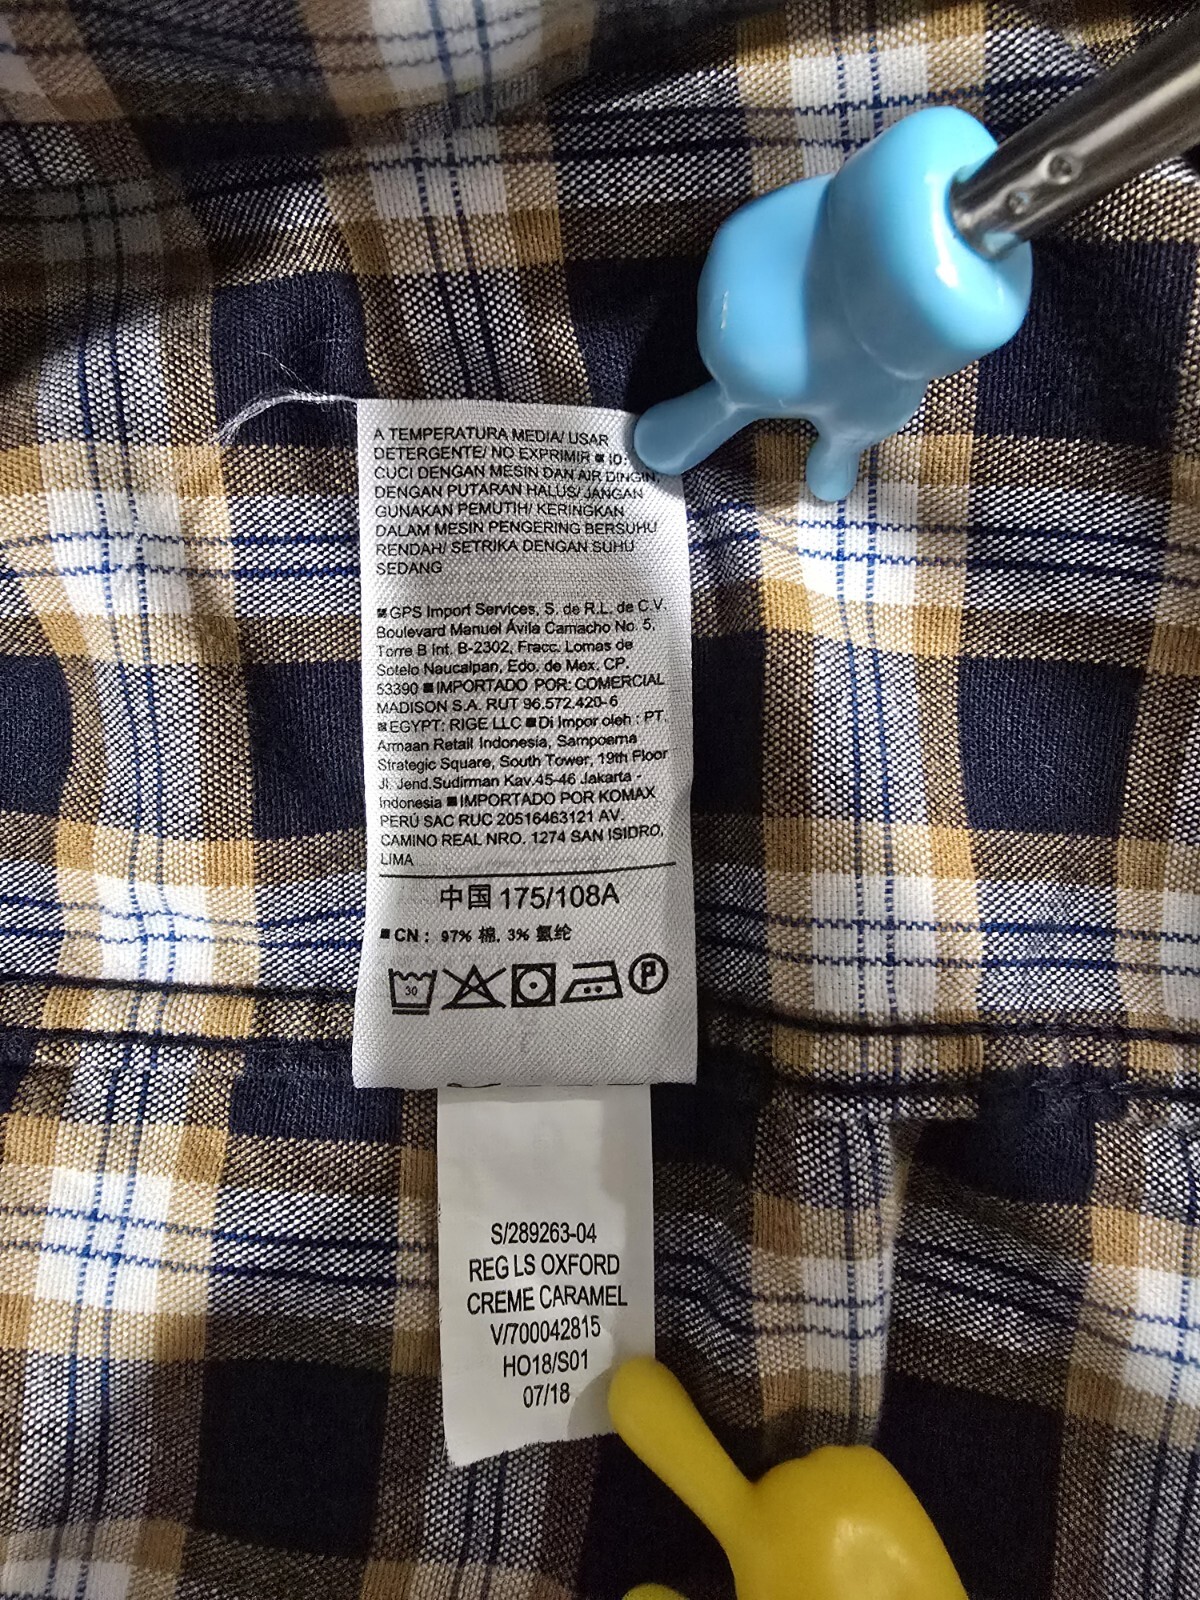 A TEMPERATURA MEDIA/ USAR
DETERGENTE/ NO EXPRIMIR ■ ID:
CUCI DENGAN MESIN DAN AIR DINGIN,
DENGAN PUTARAN HALUS/ JANGAN
GUNAKAN PEMUTIH/ KERINGKAN
DALAM MESIN PENGERING BERSUHU
RENDAH/ SETRIKA DENGAN SUHU
SEDANG
■ GPS Import Services, S. de R.L. de C.V.
Boulevard Manuel Ávila Camacho No. 5,
Torre B Int. B-2302, Fracc. Lomas de
Sotelo Naucalpan, Edo. de Mex. CP.
53390 ■ IMPORTADO POR: COMERCIAL
MADISON S.A. RUT 96.572.420-6
■ EGYPT: RIGE LLC ■ Di Impor oleh : PT.
Armaan Retail Indonesia, Sampoerna
Strategic Square, South Tower, 19th Floor
Jl. Jend.Sudirman Kav.45-46 Jakarta -
Indonesia ■ IMPORTADO POR KOMAX
PERÚ SAC RUC 20516463121 AV.
CAMINO REAL NRO. 1274 SAN ISIDRO,
LIMA
中国 175/108A
■ CN : 97% 棉, 3% 氨纶
30 P
S/289263-04
REG LS OXFORD
CREME CARAMEL
V/700042815
HO18/S01
07/18